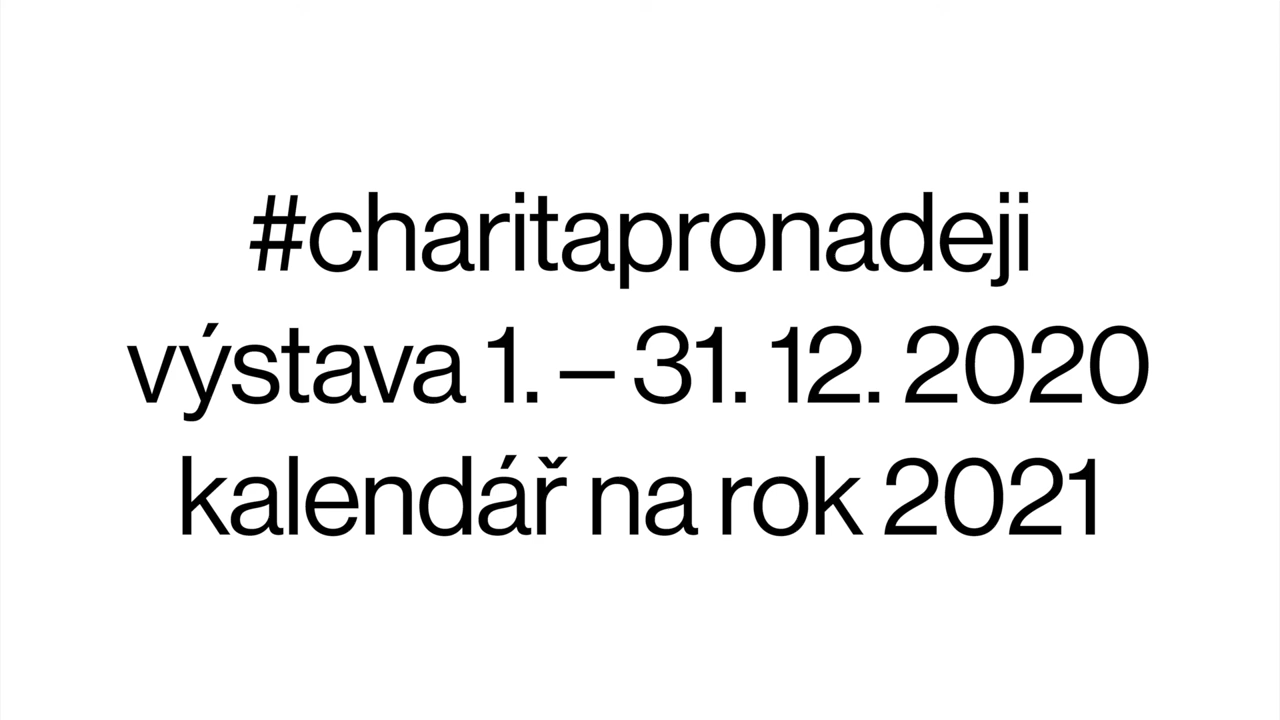 #charitapronadeji
výstava 1. – 31. 12. 2020
kalendář na rok 2021